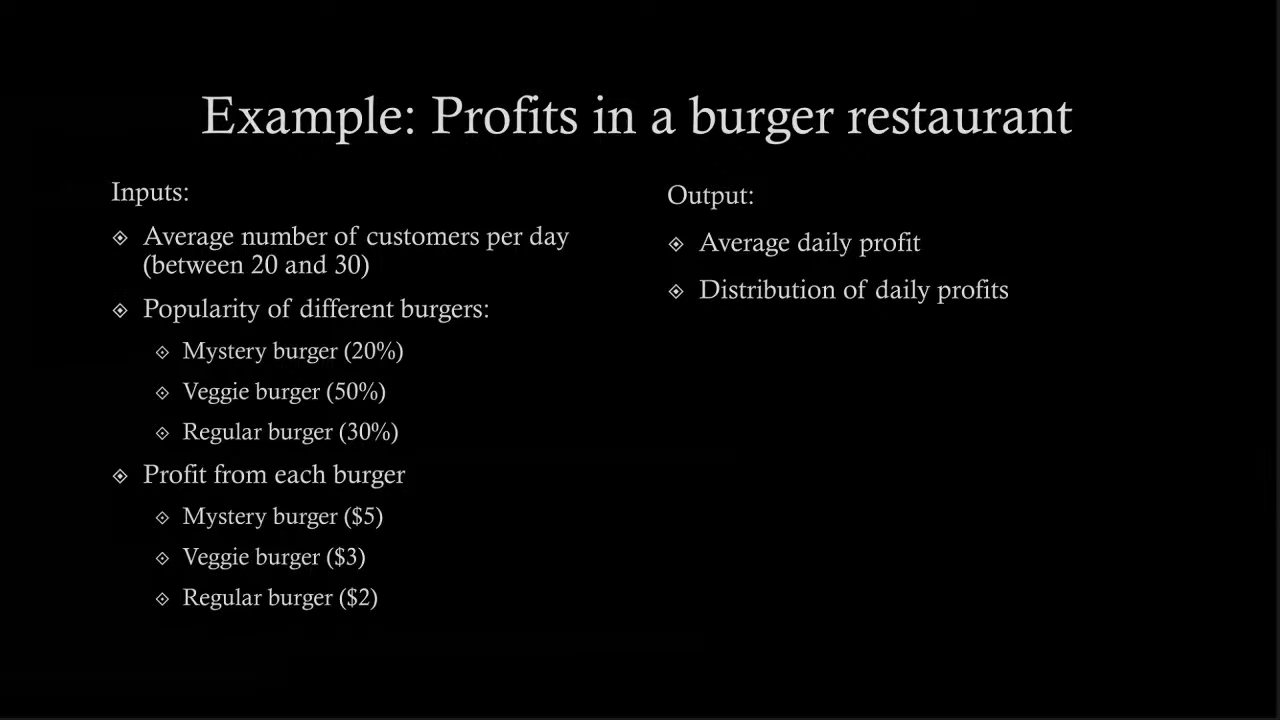 Example: Profits in a burger restaurant
Inputs:
Average number of customers per day
(between 20 and 30)
Popularity of different burgers:
Mystery burger (20%)
Veggie burger (50%)
Regular burger (30%)
Profit from each burger
Mystery burger ($5)
Veggie burger ($3)
Regular burger ($2)
Output:
Average daily profit
Distribution of daily profits